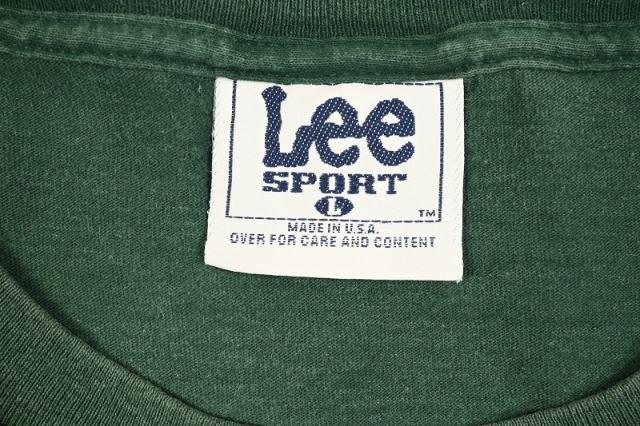 Lee
SPORT
L
TM
MADE IN U.S.A.
OVER FOR CARE AND CONTENT